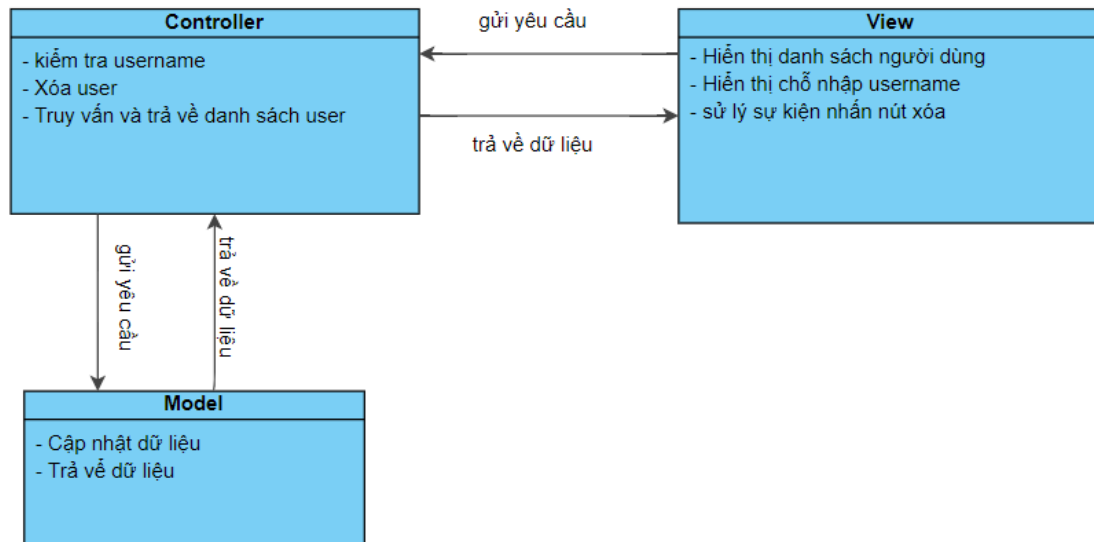 Controller
- kiểm tra username
- Xóa user
- Truy vấn và trả về danh sách user
gửi yêu cầu
trả về dữ liệu
View
- Hiển thị danh sách người dùng
- Hiển thị chỗ nhập username
- sử lý sự kiện nhấn nút xóa
gửi yêu cầu
trả về dữ liệu
Model
- Cập nhật dữ liệu
- Trả vể dữ liệu